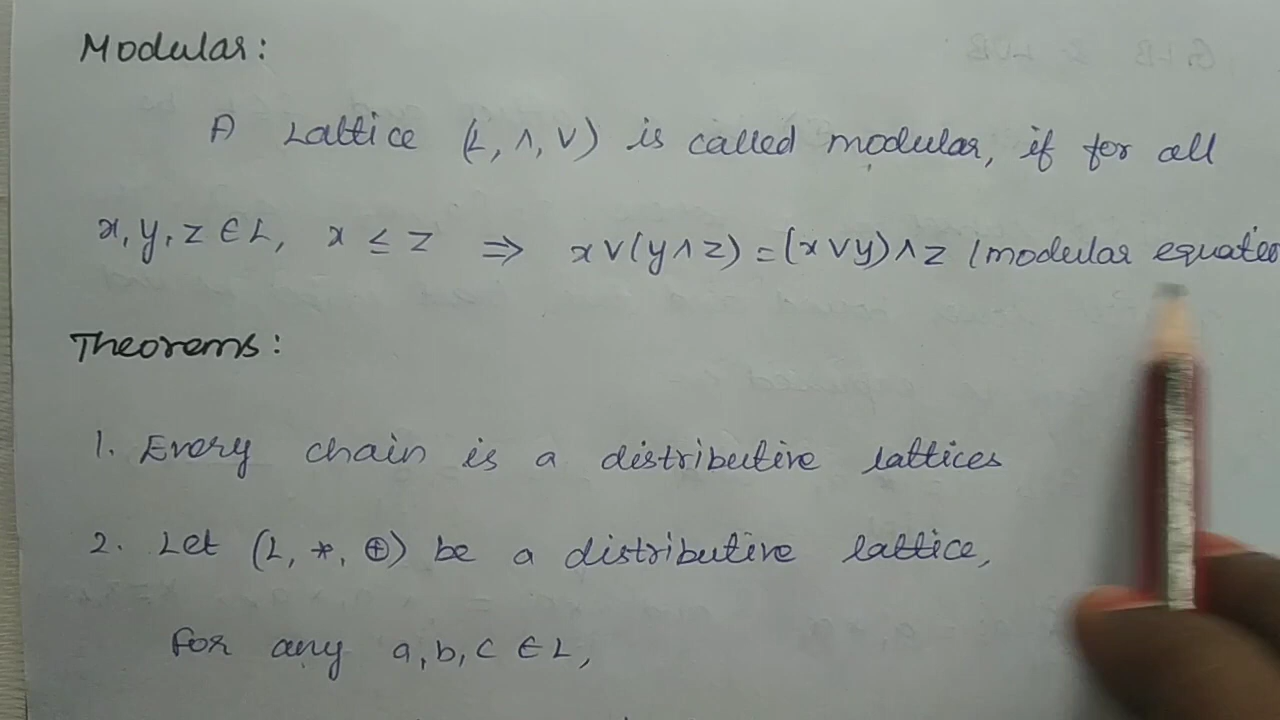 Modular:
A Lattice (L, ∧, ∨) is called modular, if for all
x, y, z ∈ L, x ≤ z ⇒ x ∨ (y ∧ z) = (x ∨ y) ∧ z (modular equatio
Theorems:
1. Every chain is a distributive lattices
2. Let (L, *, ⊕) be a distributive lattice,
For any a, b, c ∈ L,